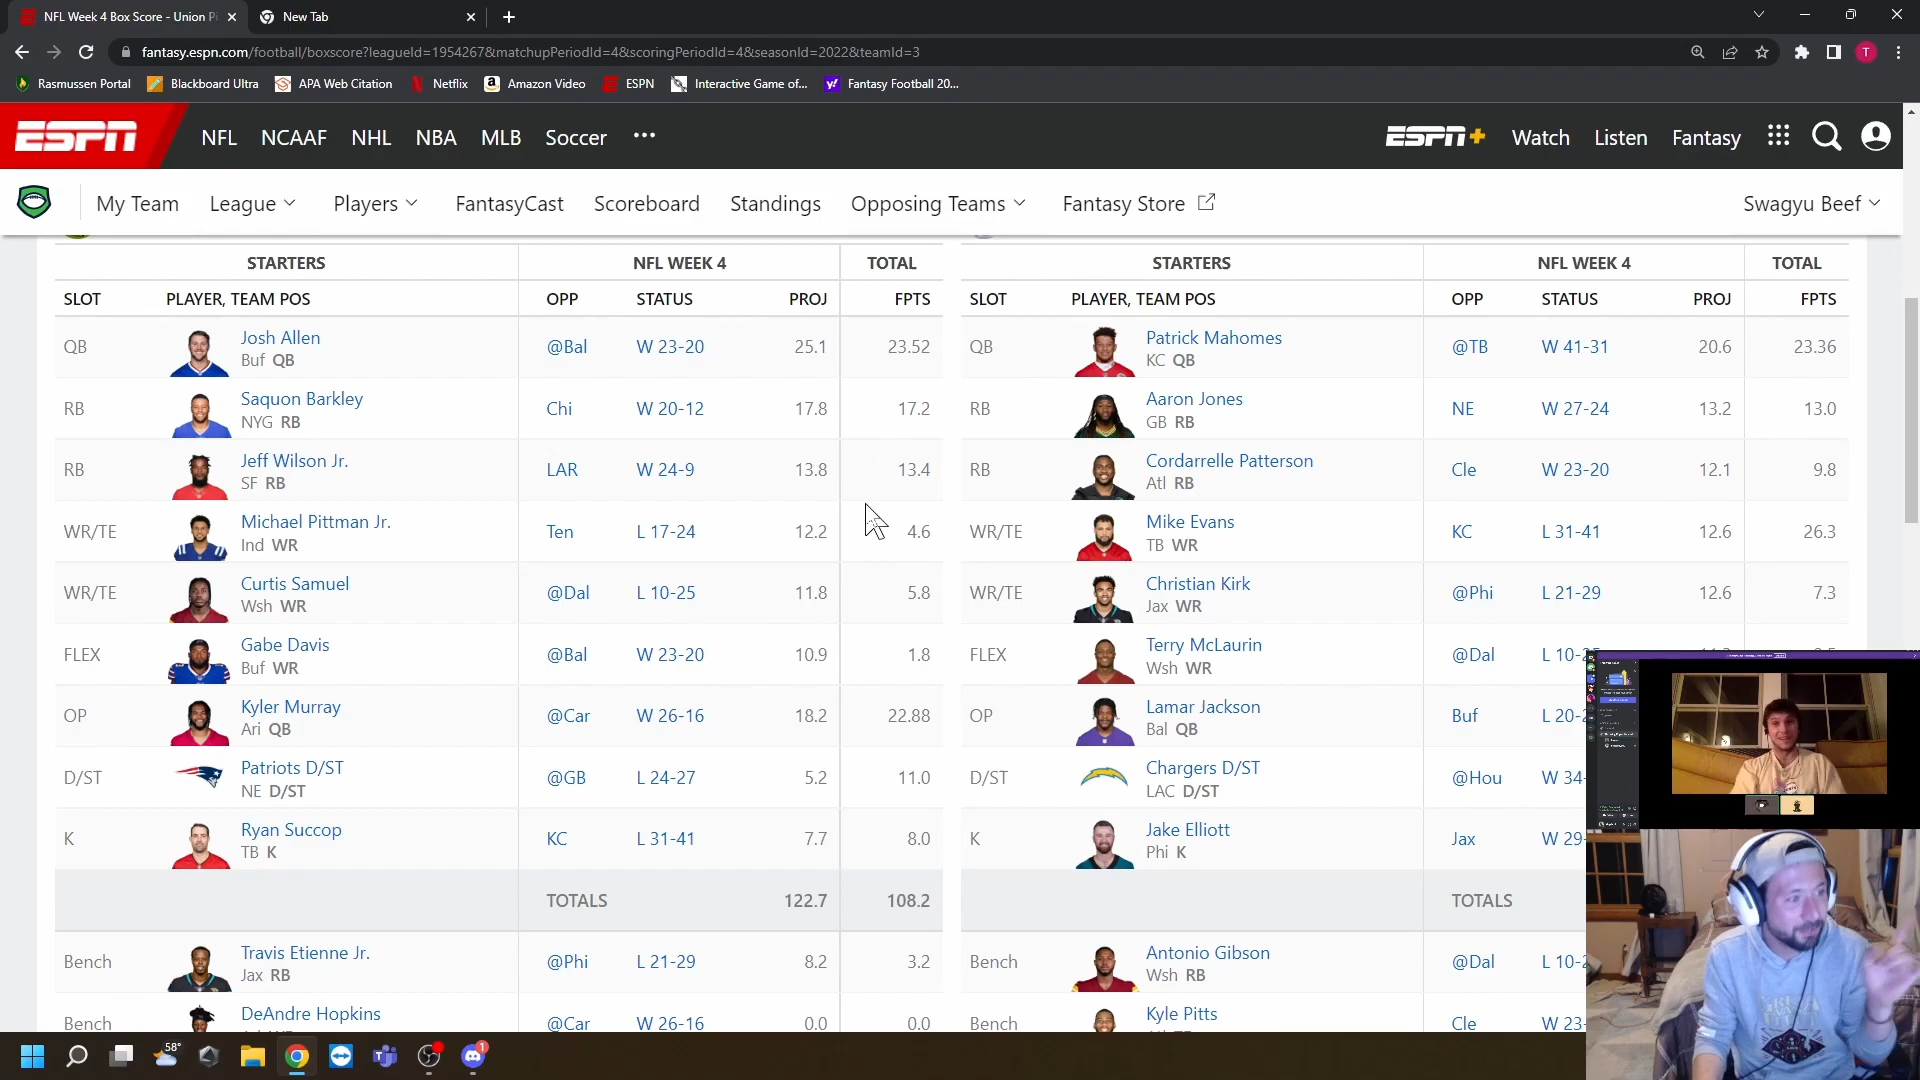 NFL Week 4 Box Score - Union Pi
New Tab
fantasy.espn.com/football/boxscore?leagueId=1954267&matchupPeriodId=4&scoringPeriodId=4&seasonId=2022&teamId=3
T
Rasmussen Portal Blackboard Ultra APA Web Citation Netflix Amazon Video ESPN Interactive Game of... Fantasy Football 20...
ESPN NFL NCAAF NHL NBA MLB Soccer ESPN+ Watch Listen Fantasy
My Team League Players FantasyCast Scoreboard Standings Opposing Teams Fantasy Store Swagyu Beef
STARTERS NFL WEEK 4 TOTAL STARTERS NFL WEEK 4 TOTAL
SLOT PLAYER, TEAM POS OPP STATUS PROJ FPTS SLOT PLAYER, TEAM POS OPP STATUS PROJ FPTS
QB Josh Allen @Bal W 23-20 25.1 23.52 QB Patrick Mahomes @TB W 41-31 20.6 23.36
Buf QB KC QB
RB Saquon Barkley Chi W 20-12 17.8 17.2 RB Aaron Jones NE W 27-24 13.2 13.0
NYG RB GB RB
RB Jeff Wilson Jr. LAR W 24-9 13.8 13.4 RB Cordarrelle Patterson Cle W 23-20 12.1 9.8
SF RB Atl RB
WR/TE Michael Pittman Jr. Ten L 17-24 12.2 4.6 WR/TE Mike Evans KC L 31-41 12.6 26.3
Ind WR TB WR
WR/TE Curtis Samuel @Dal L 10-25 11.8 5.8 WR/TE Christian Kirk @Phi L 21-29 12.6 7.3
Wsh WR Jax WR
FLEX Gabe Davis @Bal W 23-20 10.9 1.8 FLEX Terry McLaurin @Dal L 10-25
Buf WR Wsh WR
OP Kyler Murray @Car W 26-16 18.2 22.88 OP Lamar Jackson Buf L 20-2
Ari QB Bal QB
D/ST Patriots D/ST @GB L 24-27 5.2 11.0 D/ST Chargers D/ST @Hou W 34-
NE D/ST LAC D/ST
K Ryan Succop KC L 31-41 7.7 8.0 K Jake Elliott Jax W 29-
TB K Phi K
TOTALS 122.7 108.2 TOTALS
Bench Travis Etienne Jr. @Phi L 21-29 8.2 3.2 Bench Antonio Gibson @Dal L 10-2
Jax RB Wsh RB
Bench DeAndre Hopkins @Car W 26-16 0.0 0.0 Bench Kyle Pitts Cle W 23-
58° 1